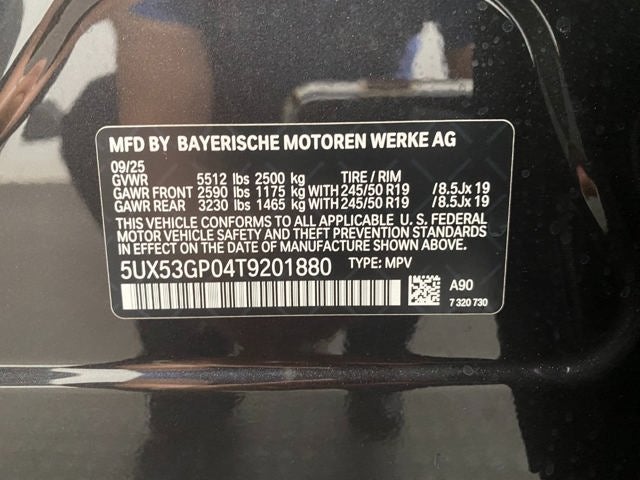 MFD BY BAYERISCHE MOTOREN WERKE AG
09/25
GVWR 5512 lbs 2500 kg TIRE / RIM
GAWR FRONT 2590 lbs 1175 kg WITH 245/50 R19 /8.5Jx 19
GAWR REAR 3230 lbs 1465 kg WITH 245/50 R19 /8.5Jx 19
THIS VEHICLE CONFORMS TO ALL APPLICABLE U. S. FEDERAL
MOTOR VEHICLE SAFETY AND THEFT PREVENTION STANDARDS
IN EFFECT ON THE DATE OF MANUFACTURE SHOWN ABOVE.
5UX53GP04T9201880 TYPE: MPV
A90
7 320 730